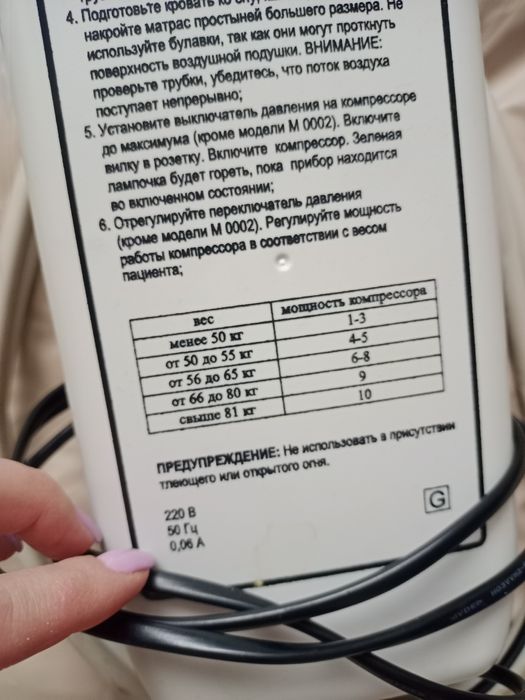 4. Подготовьте кровать
накройте матрас простыней большего размера. Не
используйте булавки, так как они могут проткнуть
поверхность воздушной подушки. ВНИМАНИЕ:
проверьте трубки, убедитесь, что поток воздуха
поступает непрерывно;
5. Установите выключатель давления на компрессоре
до максимума (кроме модели М 0002). Включите
вилку в розетку. Включите компрессор. Зеленая
лампочка будет гореть, пока прибор находится
во включенном состоянии;
6. Отрегулируйте переключатель давления
(кроме модели М 0002). Регулируйте мощность
работы компрессора в соответствии с весом
пациента;
вес мощность компрессора
менее 50 кг 1-3
от 50 до 55 кг 4-5
от 56 до 65 кг 6-8
от 66 до 80 кг 9
свыше 81 кг 10
ПРЕДУПРЕЖДЕНИЕ: Не использовать в присутствии
тлеющего или открытого огня.
220 В
50 Гц
0,06 А
G